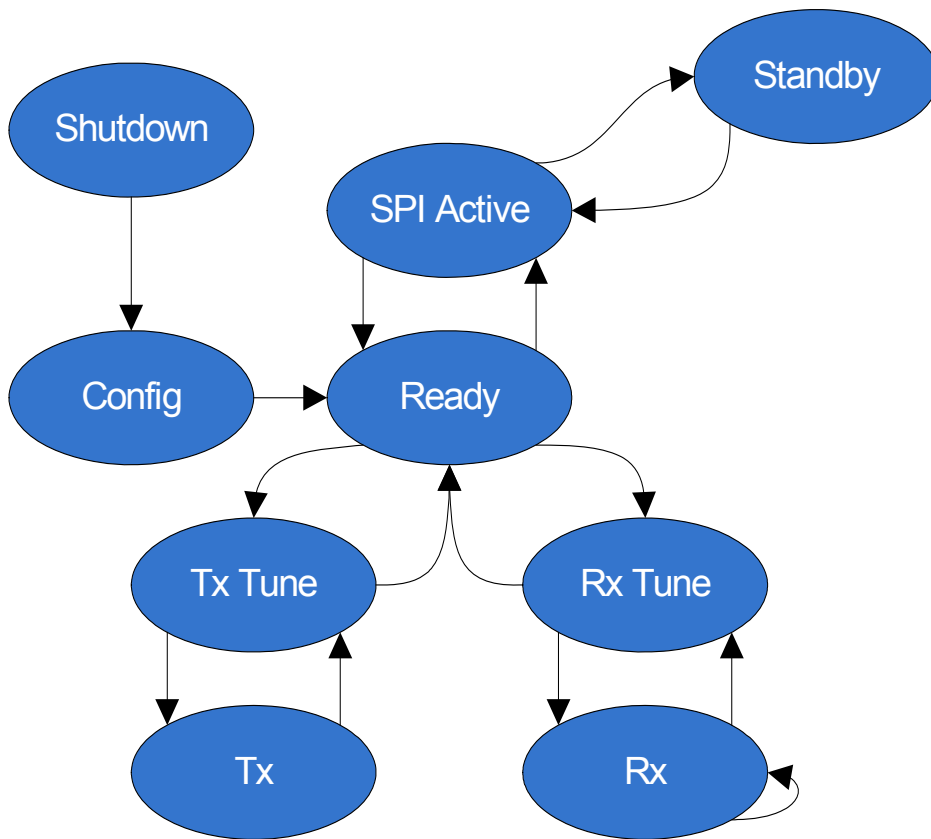 Standby
Shutdown
SPI Active
Config
Ready
Tx Tune
Rx Tune
Tx
Rx